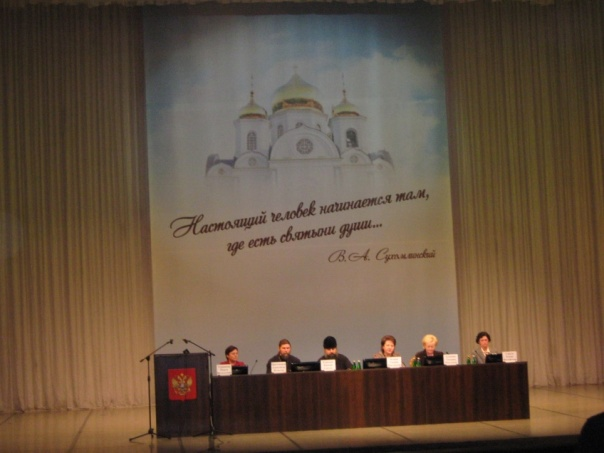 Настоящий человек начинается там,
где есть святыни души...
В.А. Сухомлинский